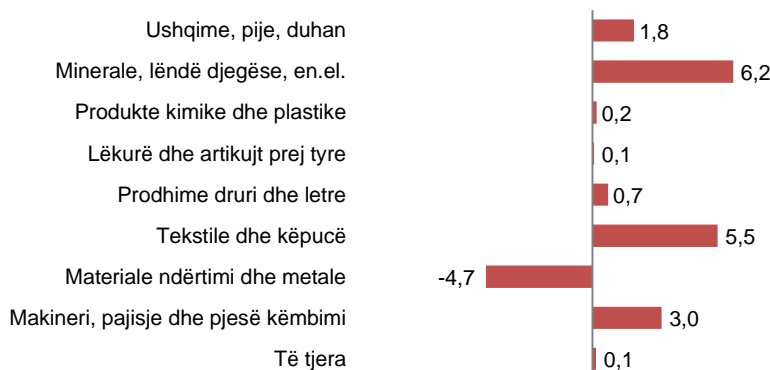 Ushqime, pije, duhan 1,8
Minerale, lëndë djegëse, en.el. 6,2
Produkte kimike dhe plastike 0,2
Lëkurë dhe artikujt prej tyre 0,1
Prodhime druri dhe letre 0,7
Tekstile dhe këpucë 5,5
Materiale ndërtimi dhe metale -4,7
Makineri, pajisje dhe pjesë këmbimi 3,0
Të tjera 0,1